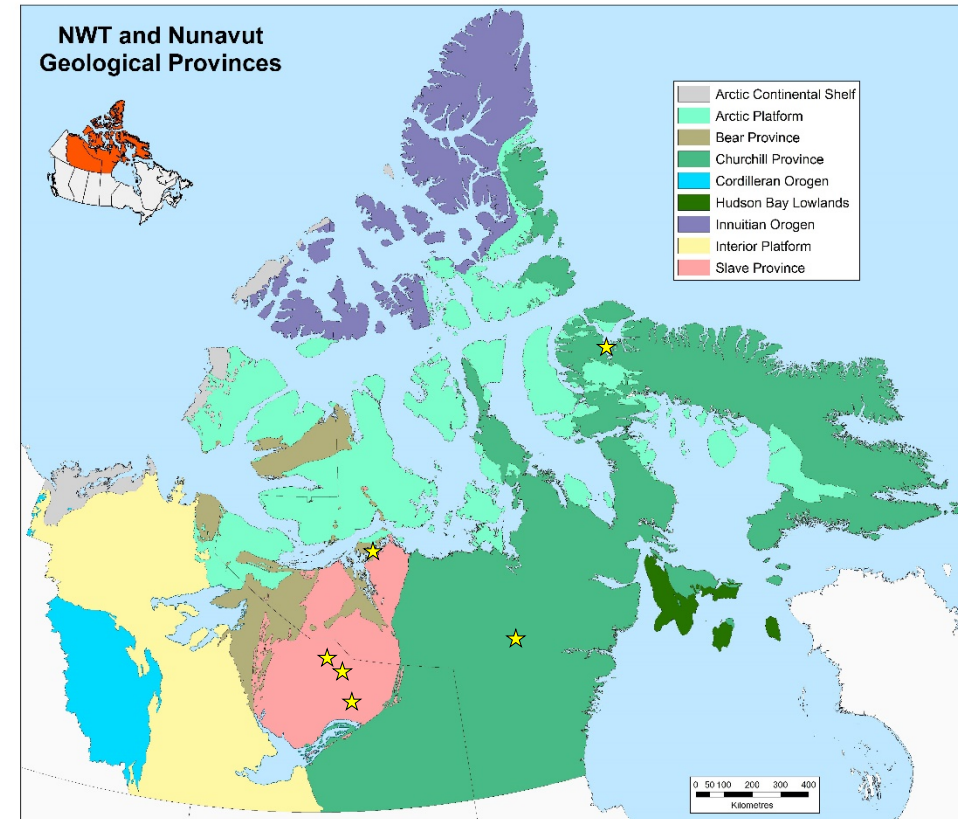 NWT and Nunavut
Geological Provinces
Arctic Continental Shelf
Arctic Platform
Bear Province
Churchill Province
Cordilleran Orogen
Hudson Bay Lowlands
Innuitian Orogen
Interior Platform
Slave Province
0 50 100 200 300 400
Kilometres